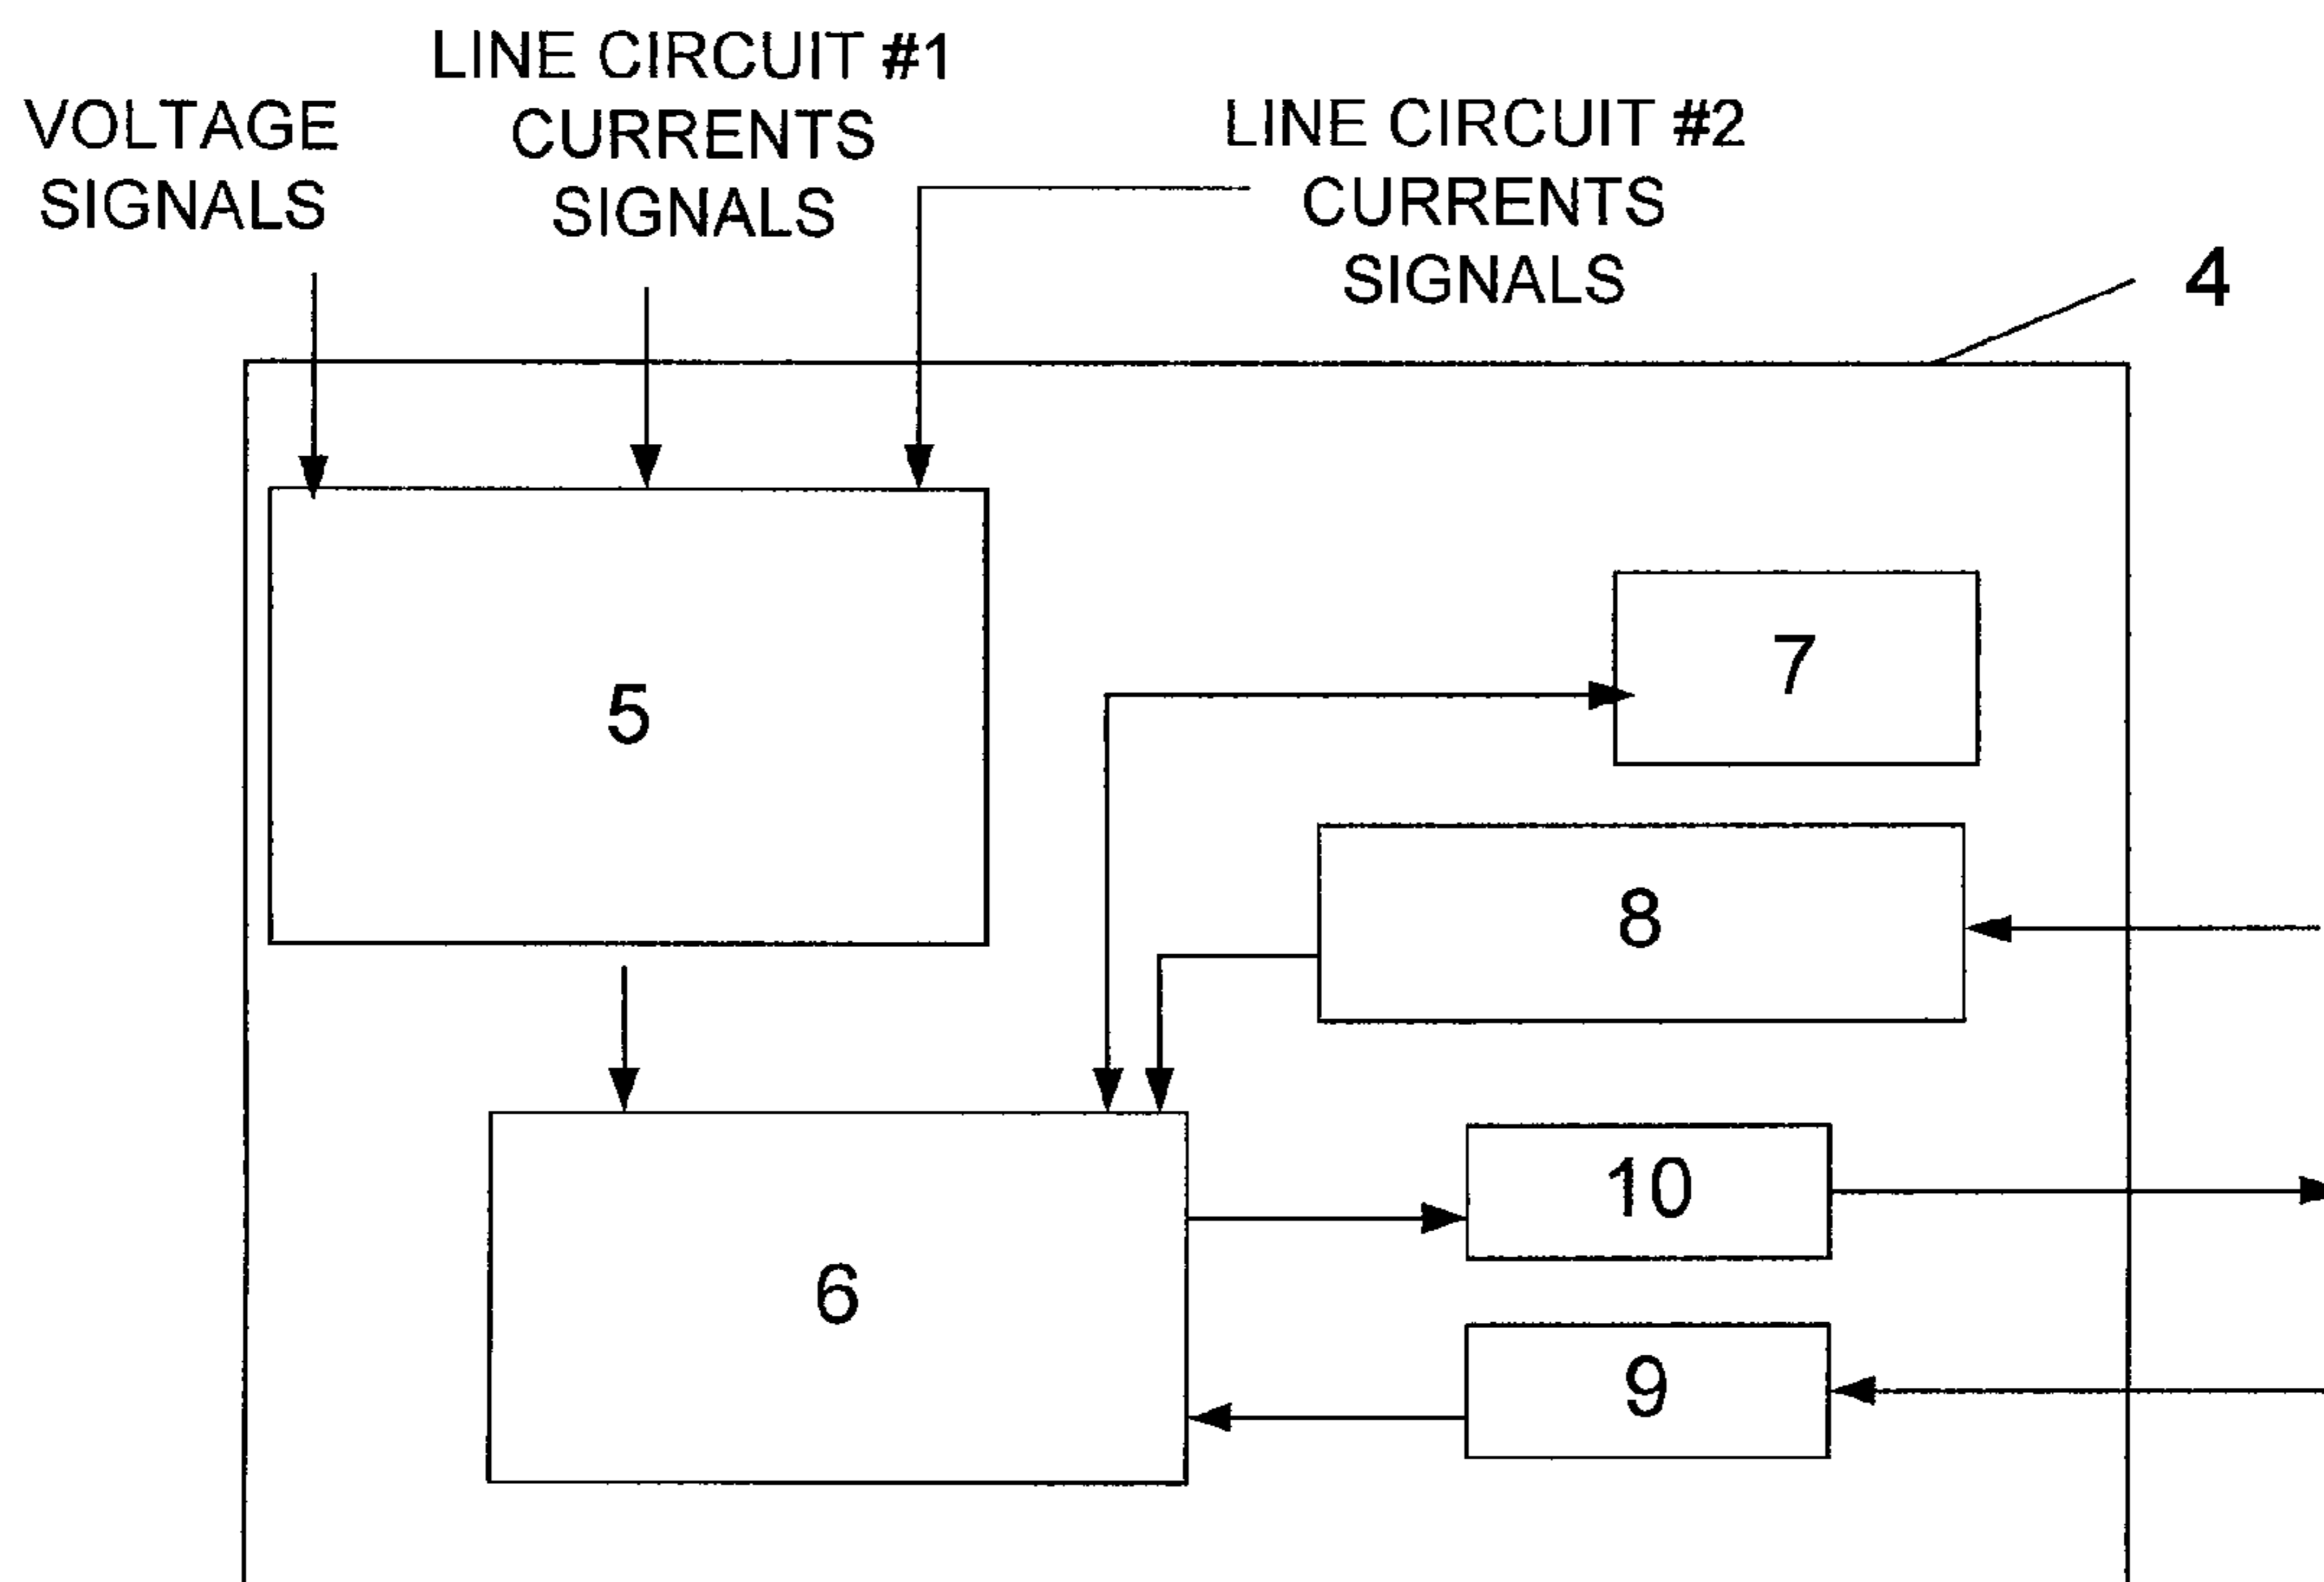 VOLTAGE
SIGNALS
LINE CIRCUIT #1
CURRENTS
SIGNALS
LINE CIRCUIT #2
CURRENTS
SIGNALS
4
5
7
8
6
10
9